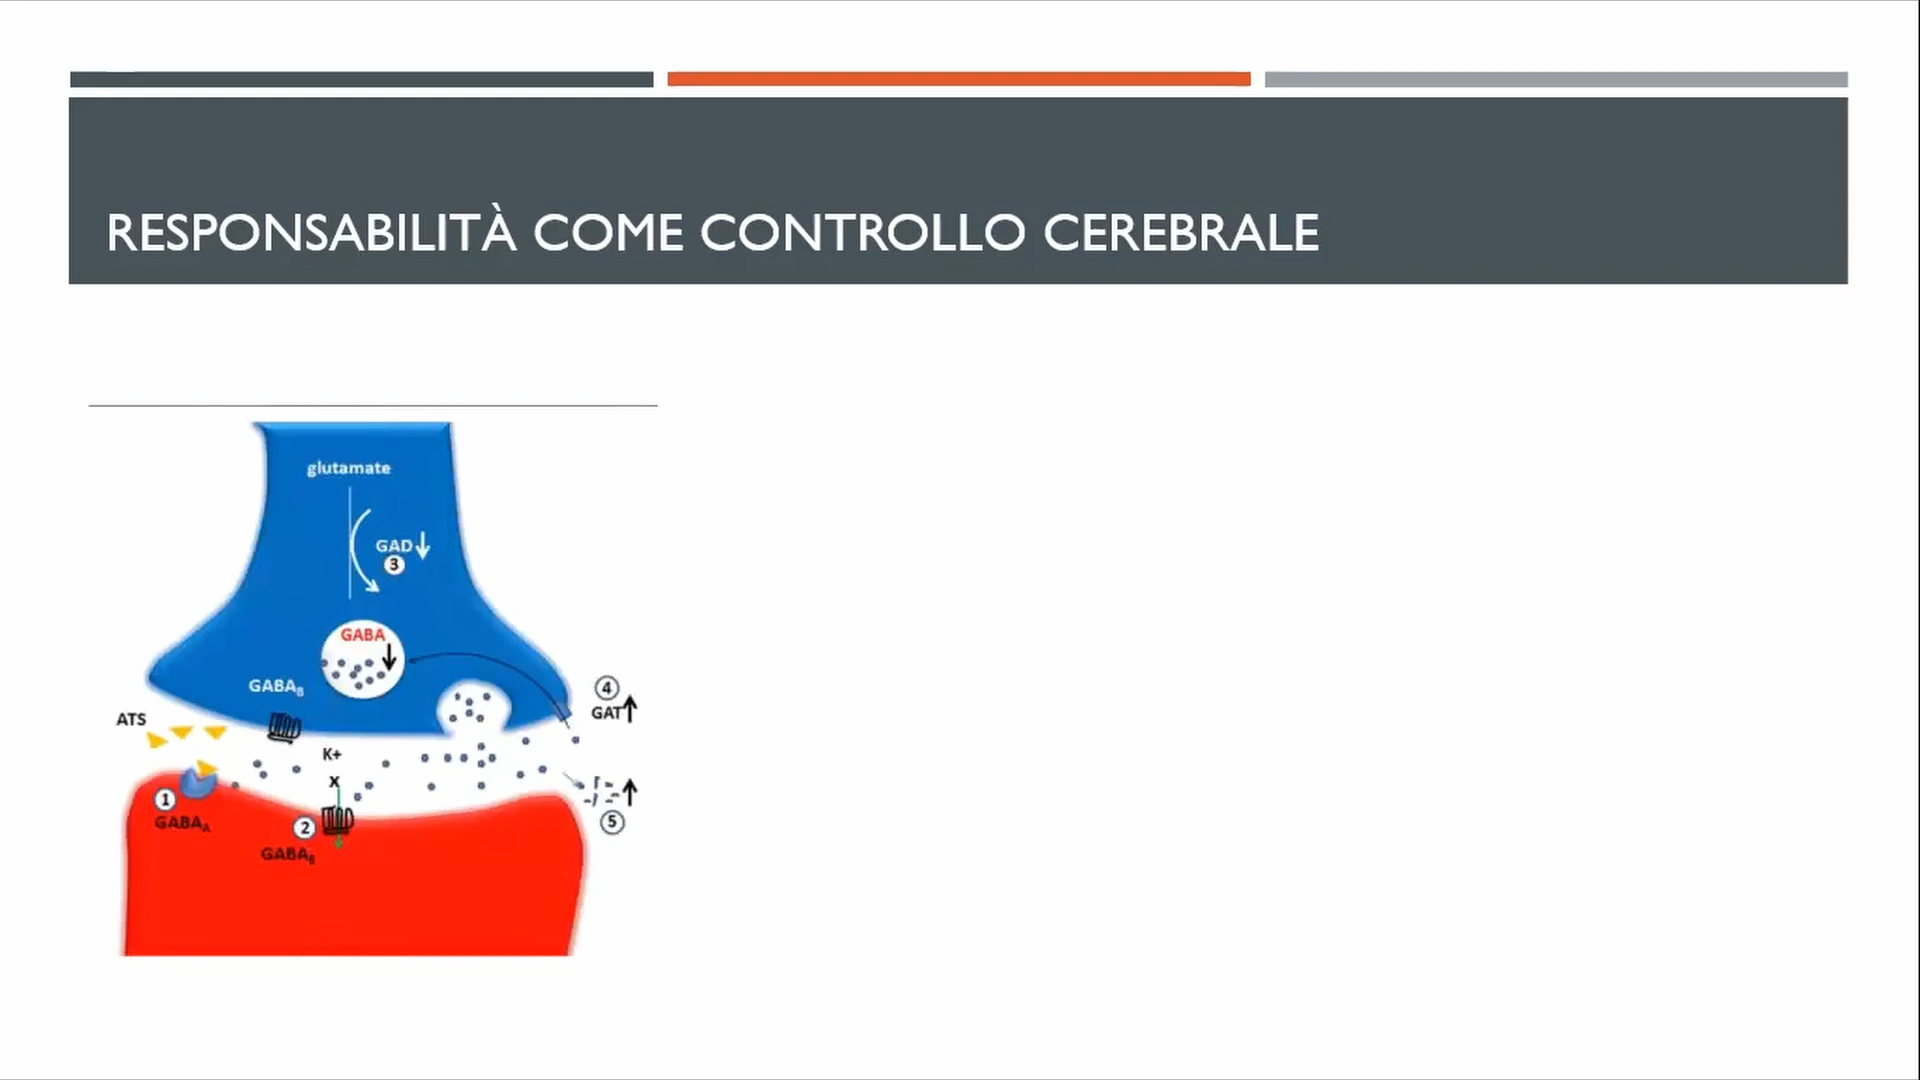 RESPONSABILITÀ COME CONTROLLO CEREBRALE
glutamate
GAD
3
GABA
GABA_B
4
GAT
ATS
K+
X
1
GABA_A
2
GABA_B
5